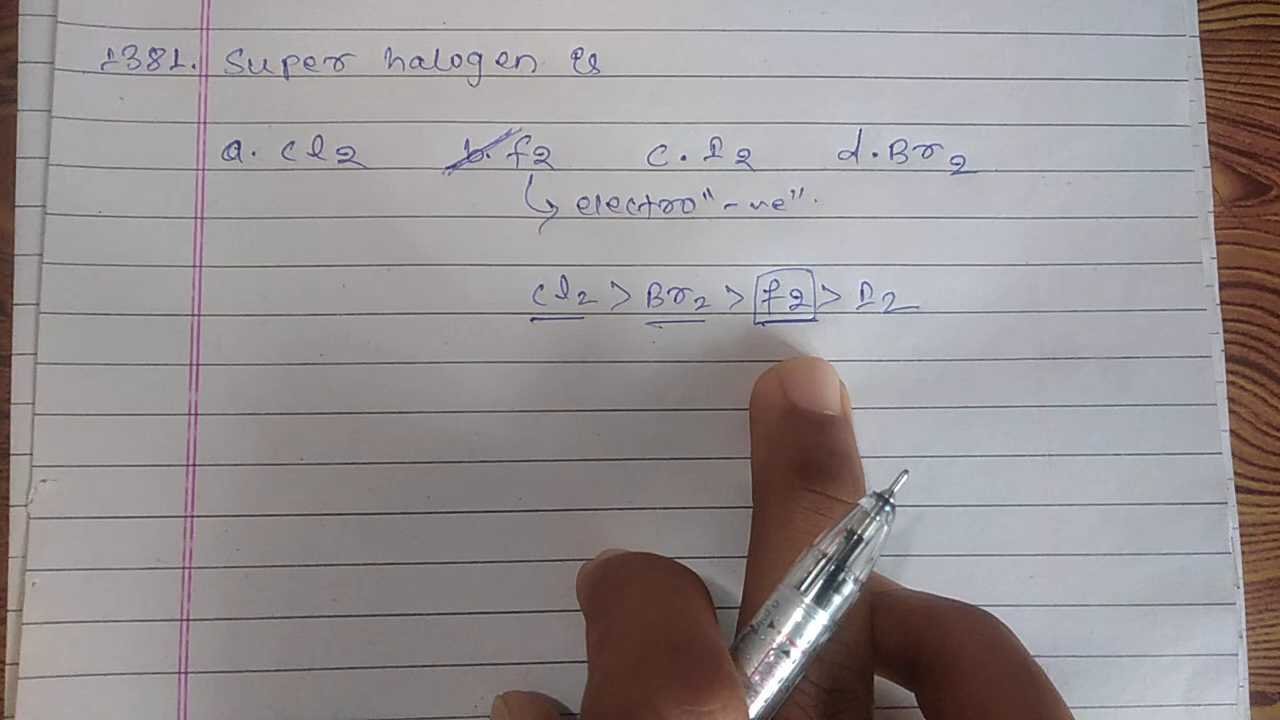 1381. Super halogen is
a. Cl2 b. f2 c. I2 d. Br2
↳ electro "-ve".
Cl2 > Br2 > f2 > I2